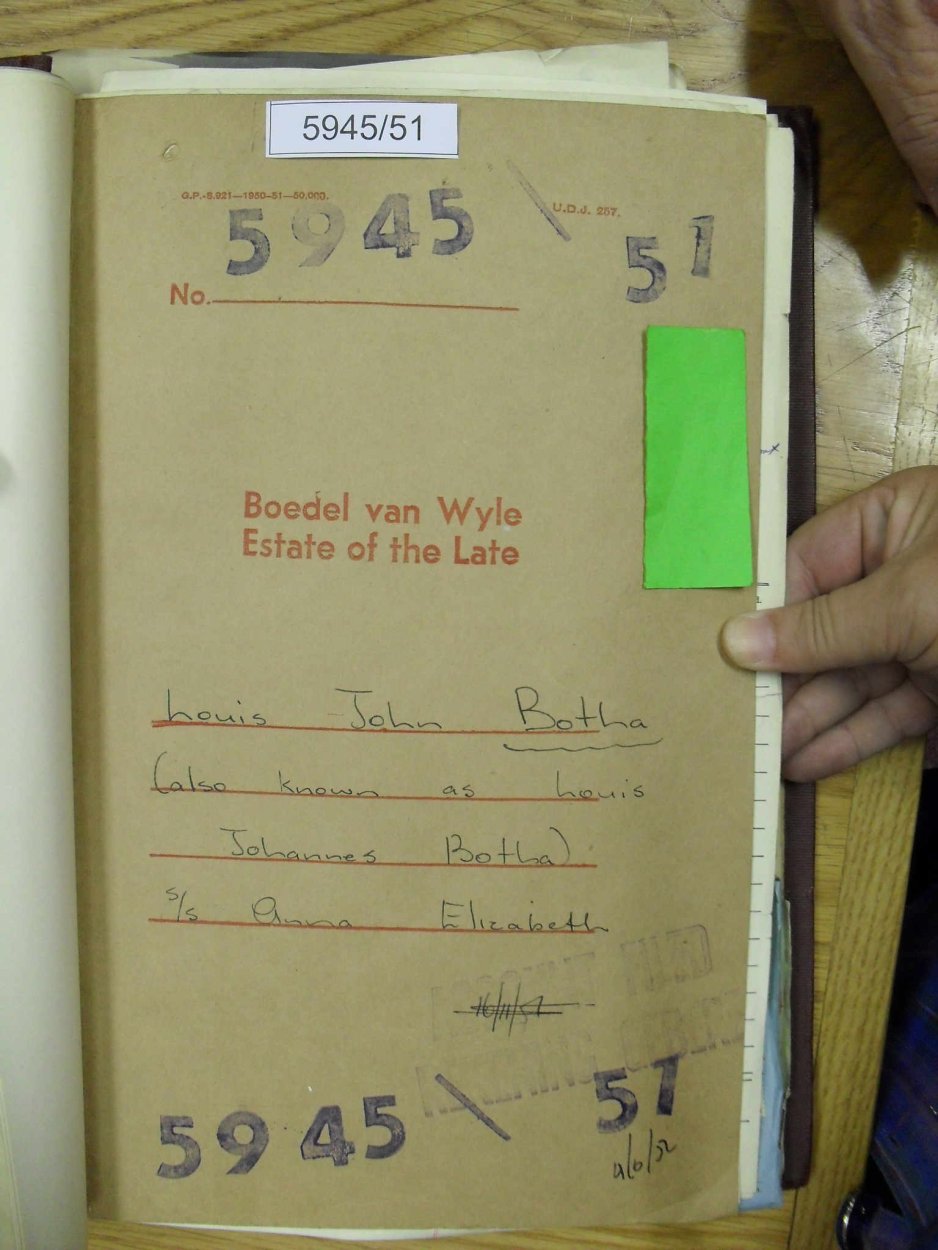 5945/51
G.P.-S.921—1950-51—50,000.
U.D.J. 257.
5945 \ 51
No.
Boedel van Wyle
Estate of the Late
Louis John Botha
(also known as Louis
Johannes Botha)
s/s Anna Elizabeth
5945 \ 51